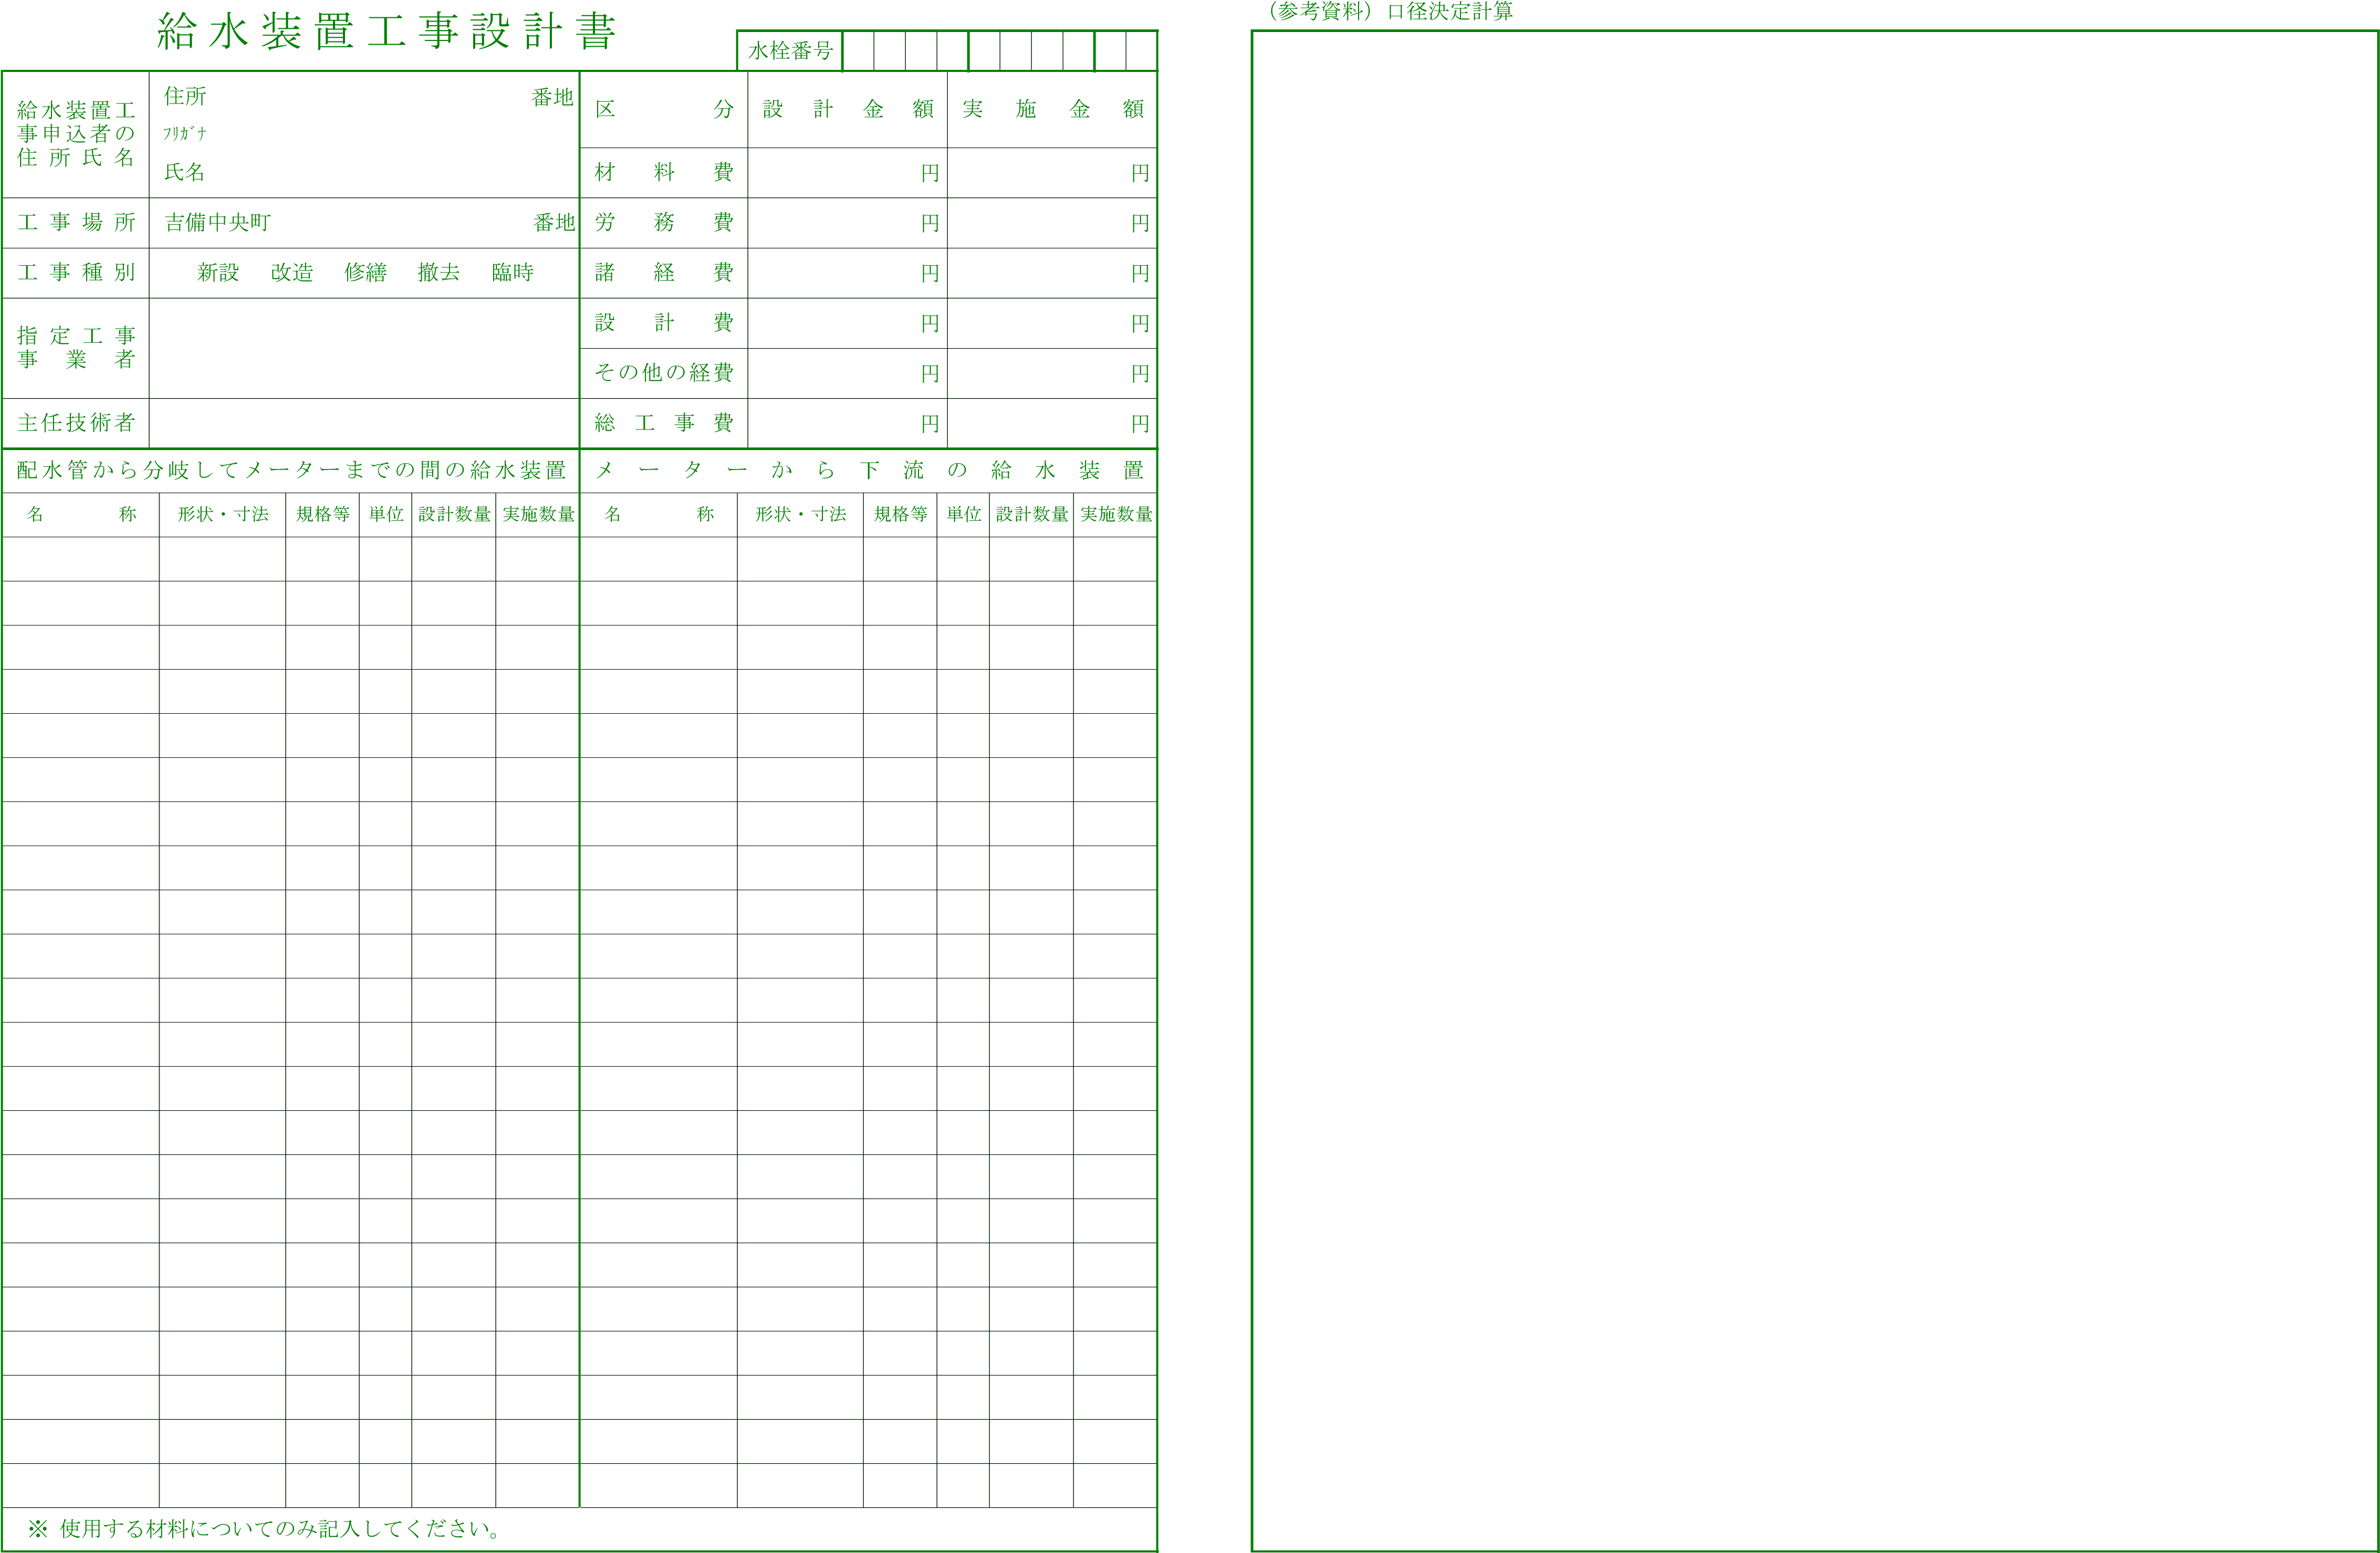 給水装置工事設計書
水栓番号
給水装置工
事申込者の
住所氏名
住所 番地
ﾌﾘｶﾞﾅ
氏名
区分 設計金額 実施金額
材料費 円 円
工事場所 吉備中央町 番地 労務費 円 円
工事種別 新設 改造 修繕 撤去 臨時 諸経費 円 円
指定工事
事業者
設計費 円 円
その他の経費 円 円
主任技術者 総工事費 円 円
配水管から分岐してメーターまでの間の給水装置 メーターから下流の給水装置
名称 形状・寸法 規格等 単位 設計数量 実施数量 名称 形状・寸法 規格等 単位 設計数量 実施数量
※ 使用する材料についてのみ記入してください。
（参考資料）口径決定計算